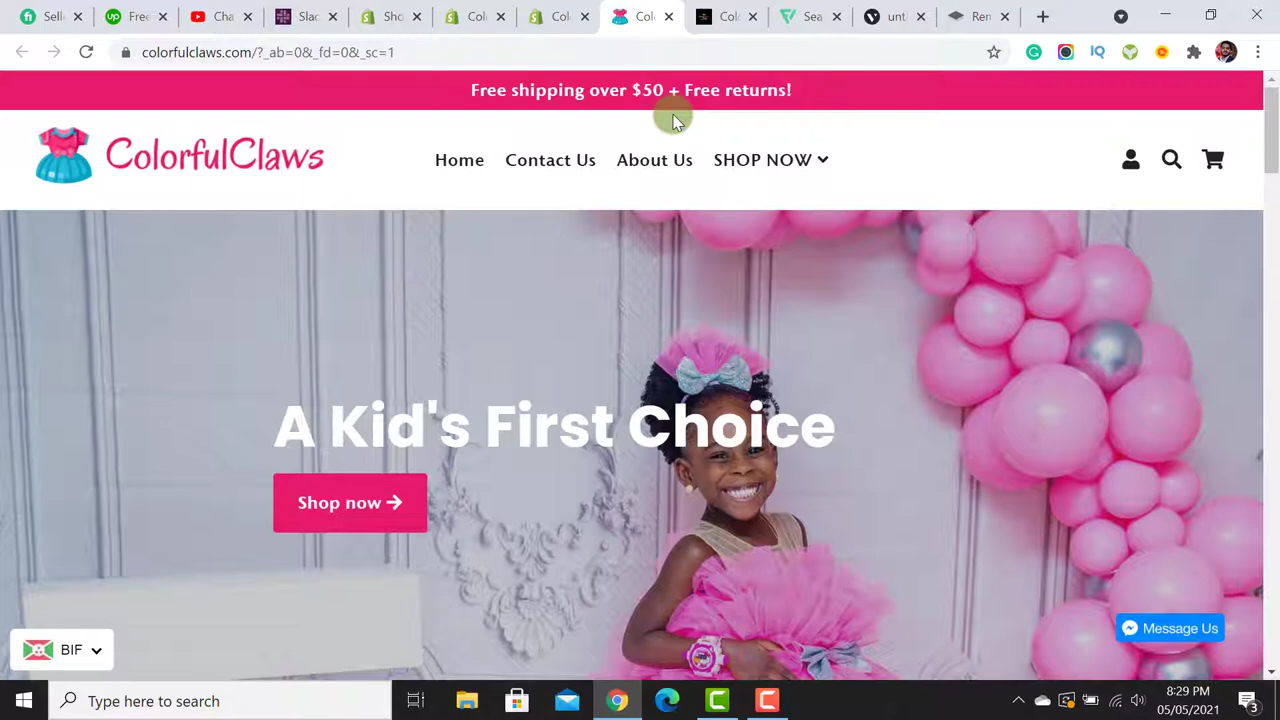 Sell
Free
Cha
Slac
Sho
Col
Col
Col
Col
Sea
unt
Ren
colorfulclaws.com/?_ab=0&_fd=0&_sc=1
Free shipping over $50 + Free returns!
ColorfulClaws
Home
Contact Us
About Us
SHOP NOW
A Kid's First Choice
Shop now
BIF
Message Us
Type here to search
8:29 PM
05/05/2021
3